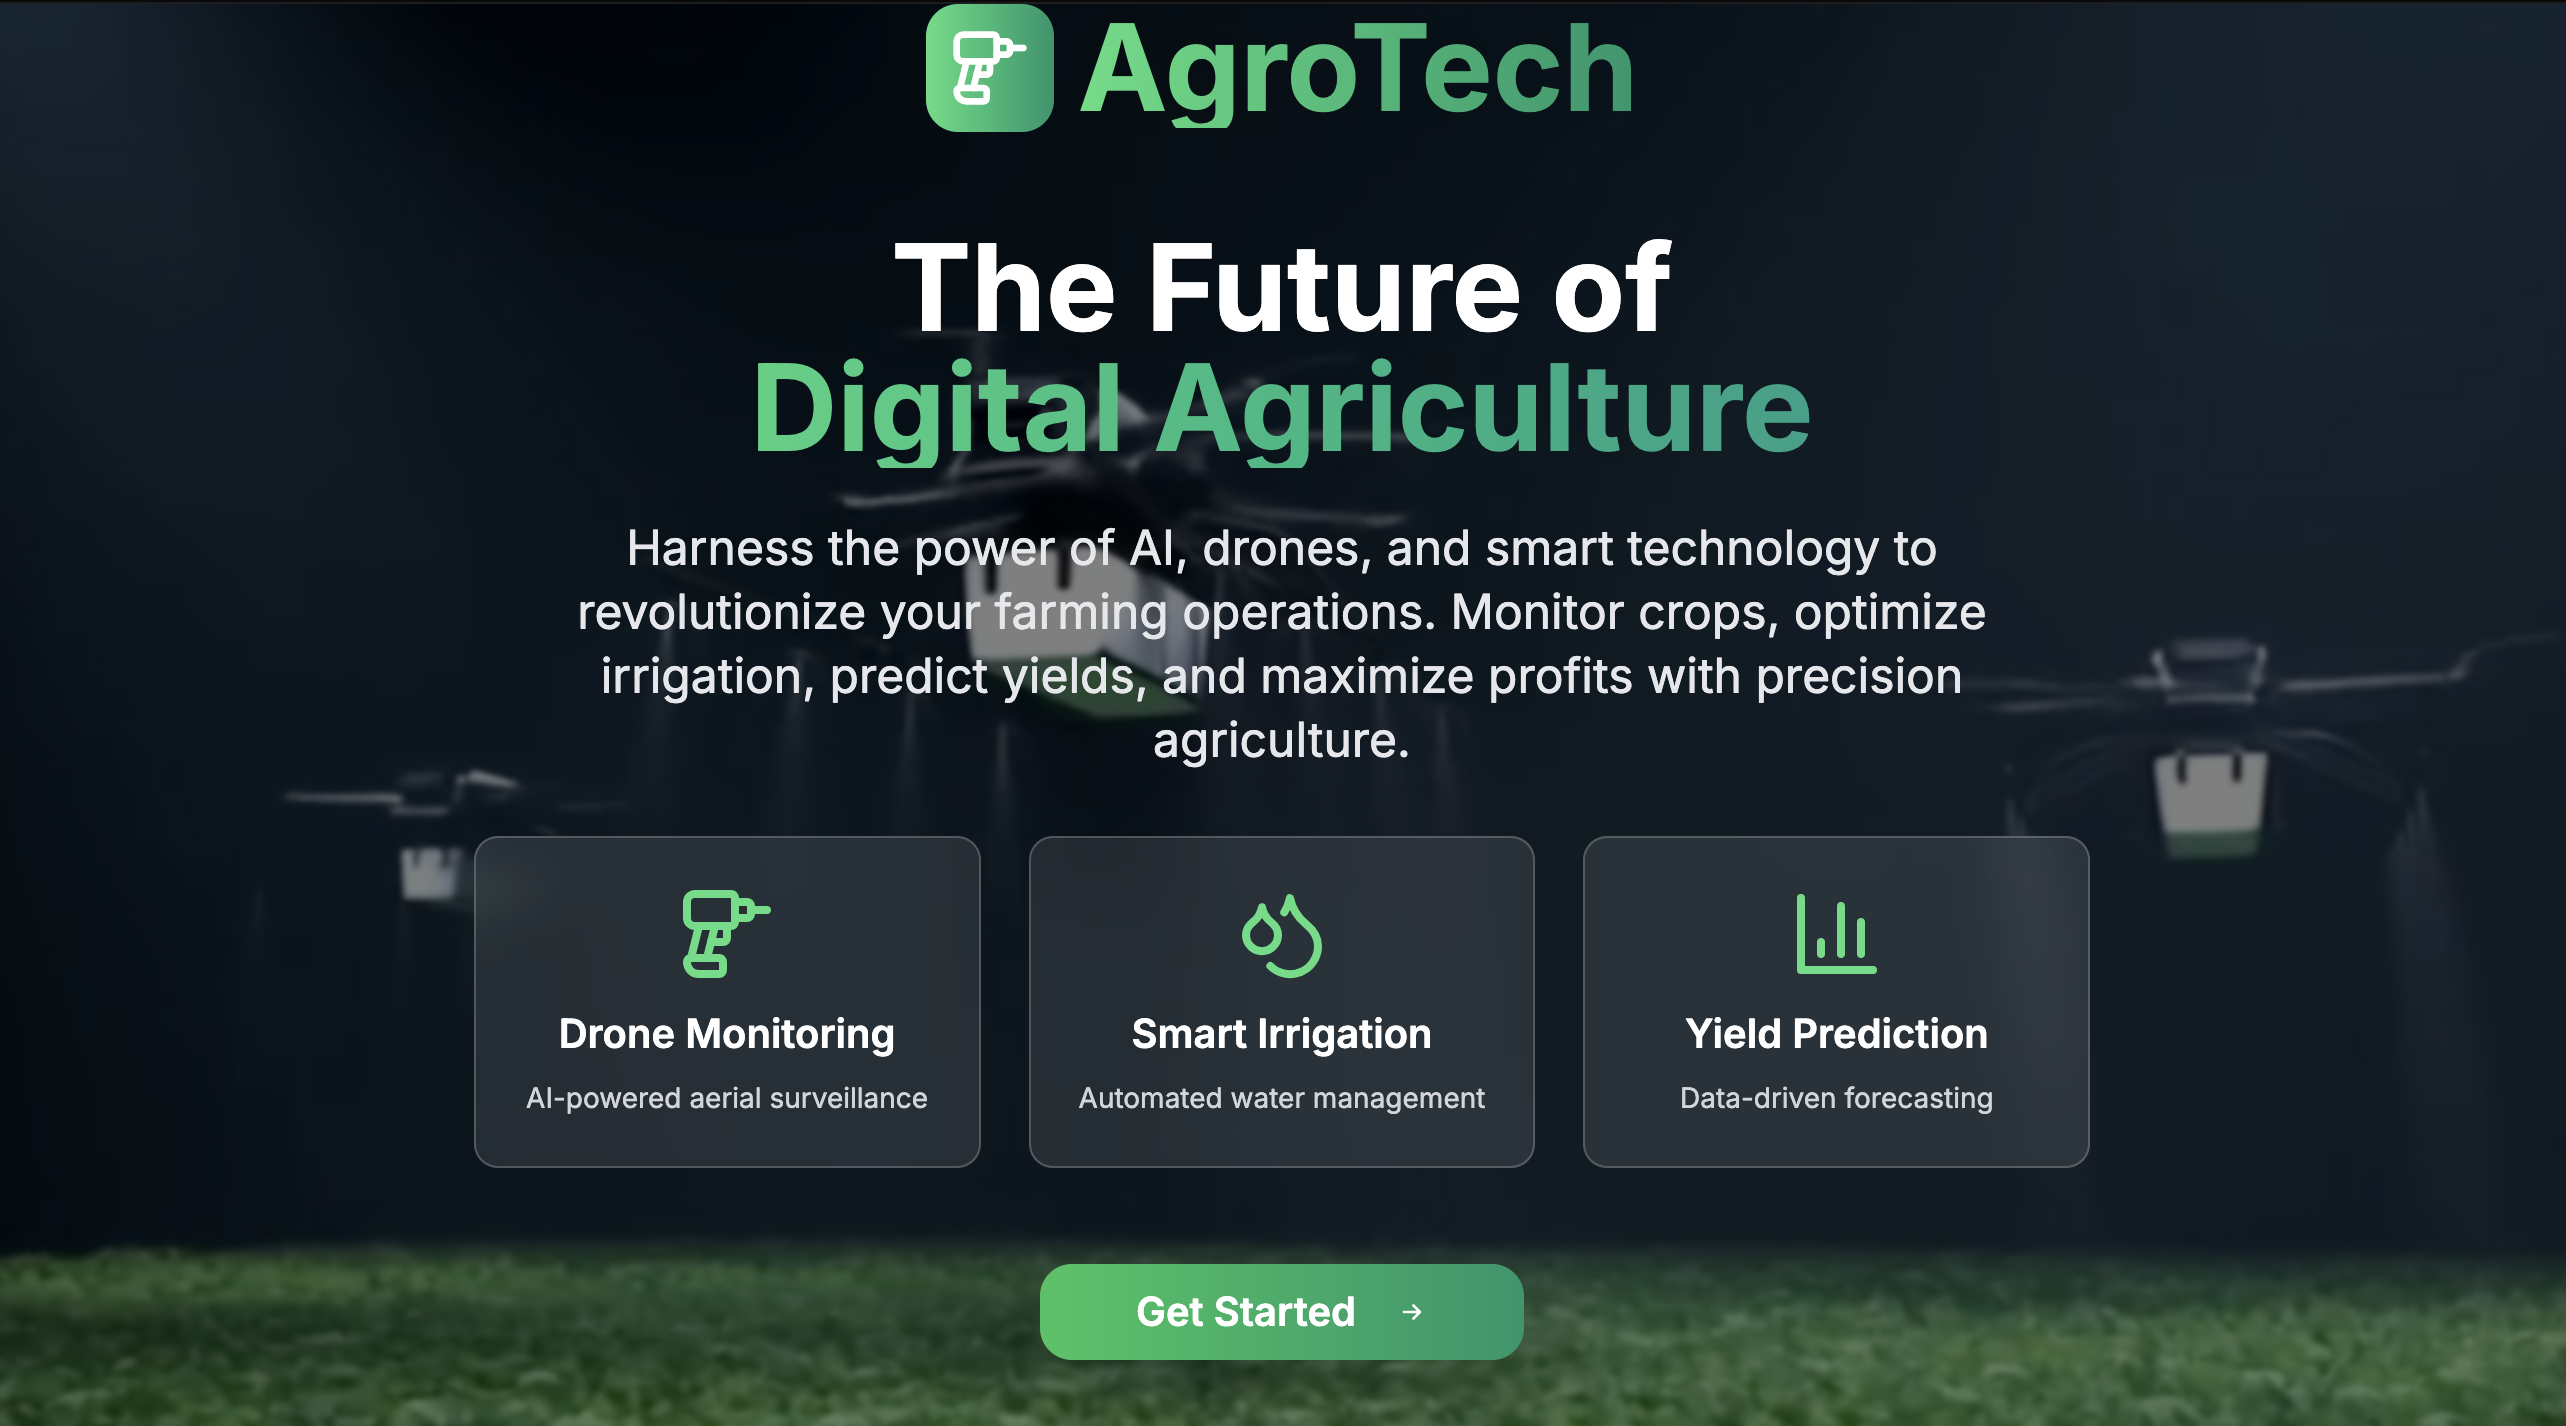 AgroTech
The Future of
Digital Agriculture
Harness the power of AI, drones, and smart technology to
revolutionize your farming operations. Monitor crops, optimize
irrigation, predict yields, and maximize profits with precision
agriculture.
Drone Monitoring
AI-powered aerial surveillance
Smart Irrigation
Automated water management
Yield Prediction
Data-driven forecasting
Get Started →